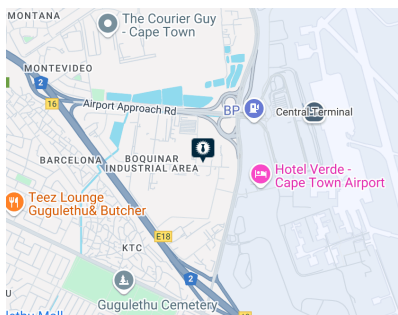 MONTANA
The Courier Guy
- Cape Town
MONTEVIDEO
2
16
Airport Approach Rd
BP
Central Terminal
BARCELONA
BOQUINAR
INDUSTRIAL AREA
Hotel Verde -
Cape Town Airport
Teez Lounge
Gugulethu& Butcher
E18
KTC
2
U
Gugulethu Cemetery